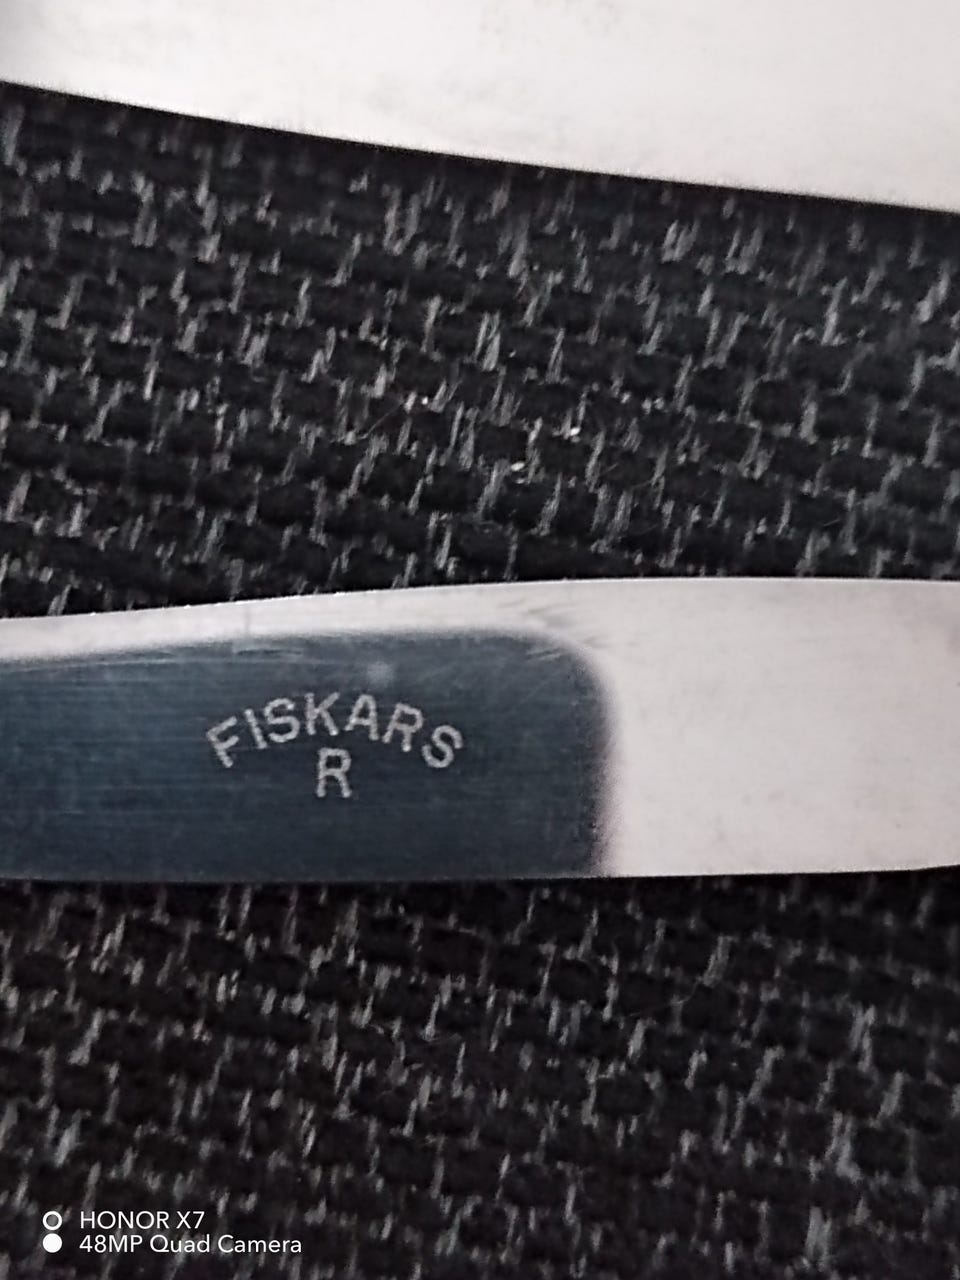 FISKARS
R
HONOR X7
48MP Quad Camera